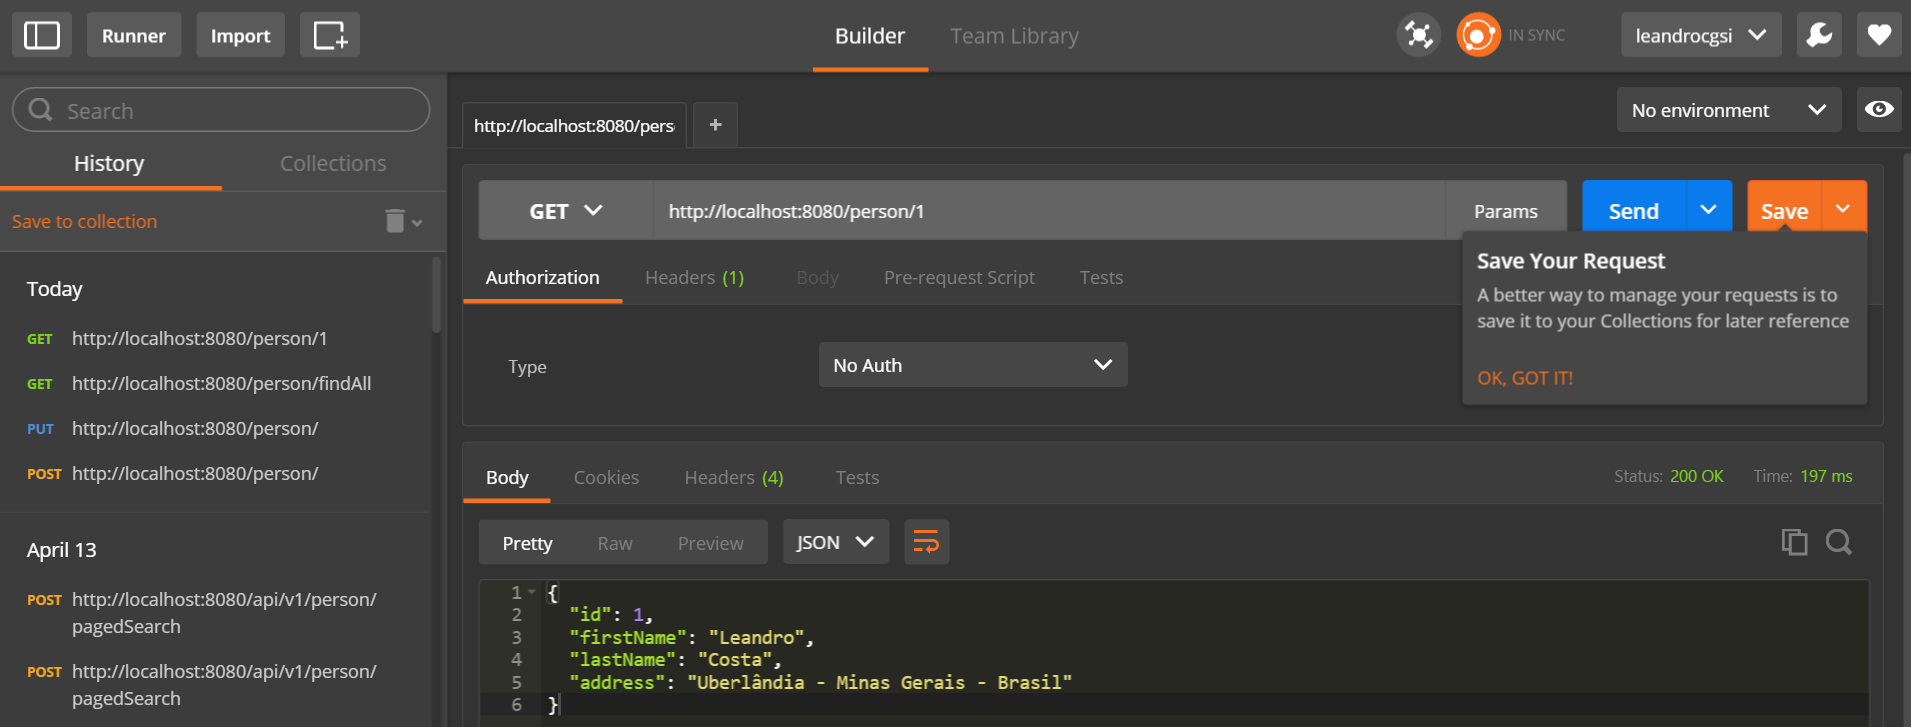 Runner
Import
Builder
Team Library
IN SYNC
leandrocgsi
Search
History
Collections
Save to collection
Today
GET http://localhost:8080/person/1
GET http://localhost:8080/person/findAll
PUT http://localhost:8080/person/
POST http://localhost:8080/person/
April 13
POST http://localhost:8080/api/v1/person/
pagedSearch
POST http://localhost:8080/api/v1/person/
pagedSearch
http://localhost:8080/pers
+
No environment
GET
http://localhost:8080/person/1
Params
Send
Save
Authorization
Headers (1)
Body
Pre-request Script
Tests
Save Your Request
A better way to manage your requests is to
save it to your Collections for later reference
OK, GOT IT!
Type
No Auth
Body
Cookies
Headers (4)
Tests
Status: 200 OK
Time: 197 ms
Pretty
Raw
Preview
JSON
1 {
2 "id": 1,
3 "firstName": "Leandro",
4 "lastName": "Costa",
5 "address": "Uberlândia - Minas Gerais - Brasil"
6 }